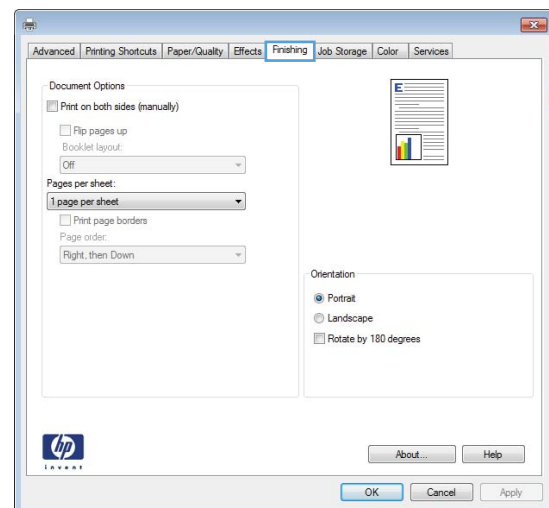 Advanced Printing Shortcuts Paper/Quality Effects Finishing Job Storage Color Services
Document Options
Print on both sides (manually)
Flip pages up
Booklet layout:
Off
Pages per sheet:
1 page per sheet
Print page borders
Page order:
Right, then Down
E
Orientation
Portrait
Landscape
Rotate by 180 degrees
hp
invent
About... Help
OK Cancel Apply